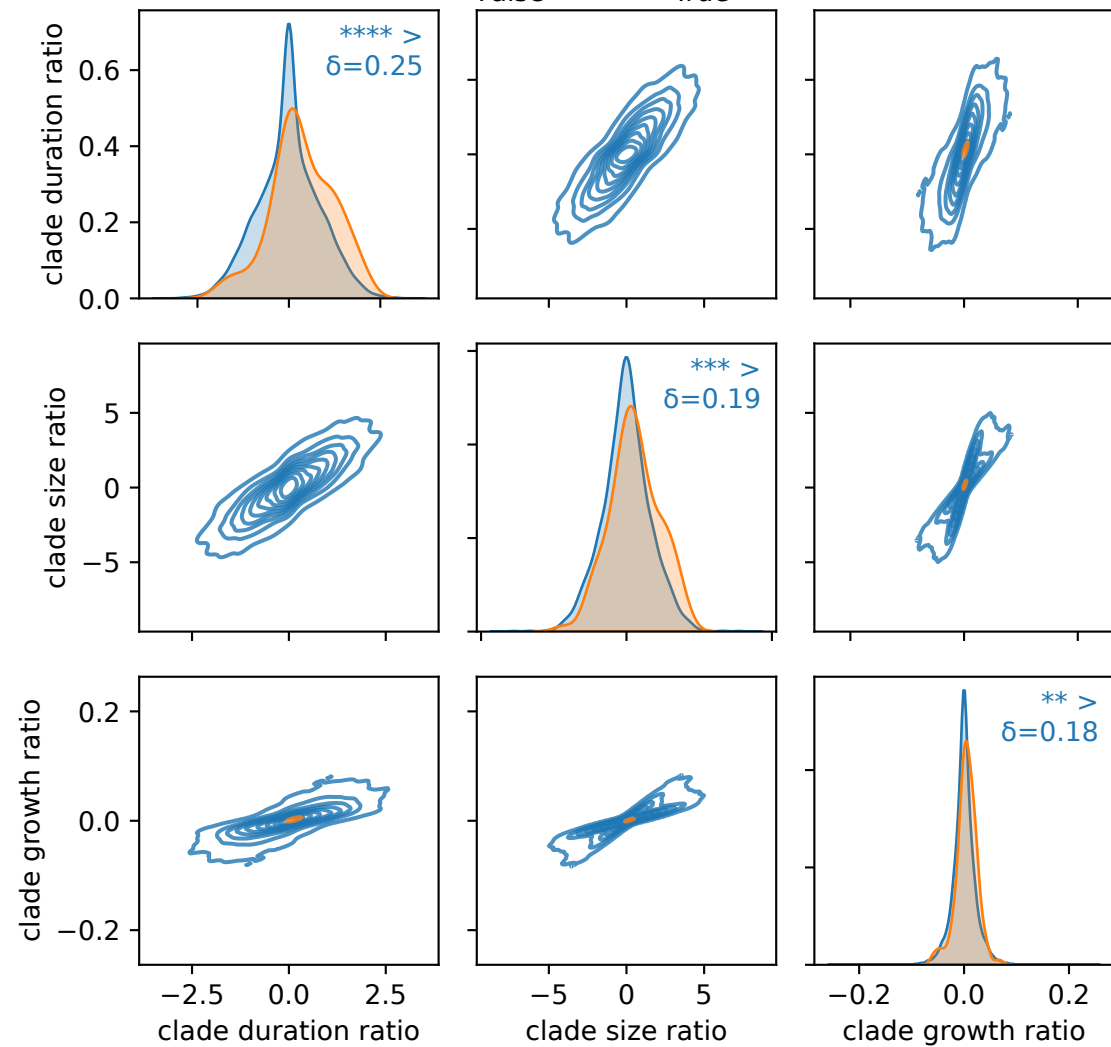 clade duration ratio
0.6
0.4
0.2
0.0
**** >
δ=0.25
clade size ratio
5
0
−5
*** >
δ=0.19
clade growth ratio
0.2
0.0
−0.2
** >
δ=0.18
−2.5 0.0 2.5
−5 0 5
−0.2 0.0 0.2
clade duration ratio
clade size ratio
clade growth ratio